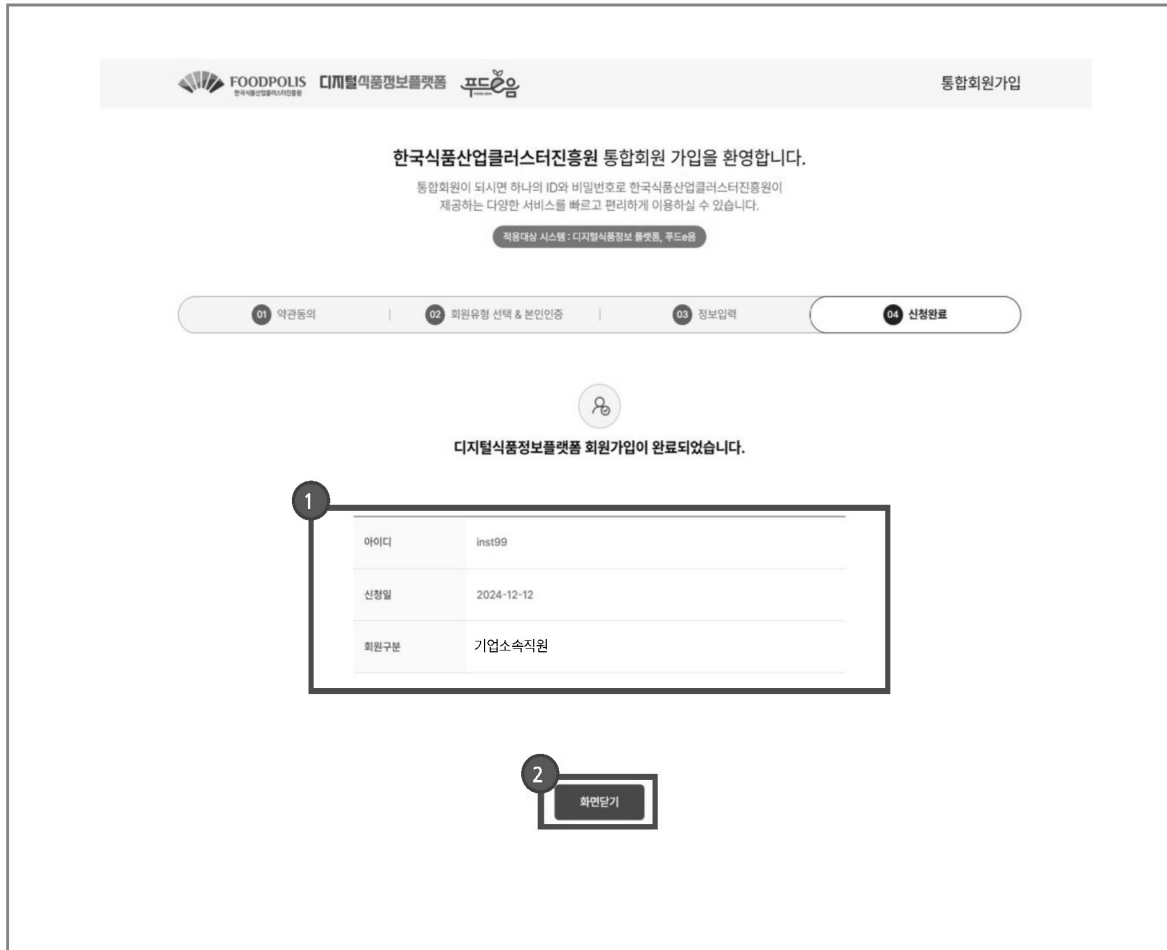 FOODPOLIS 디지털식품정보플랫폼 푸드e음 통합회원가입
한국식품산업클러스터진흥원
한국식품산업클러스터진흥원 통합회원 가입을 환영합니다.
통합회원이 되시면 하나의 ID와 비밀번호로 한국식품산업클러스터진흥원이
제공하는 다양한 서비스를 빠르고 편리하게 이용하실 수 있습니다.
적용대상 시스템 : 디지털식품정보 플랫폼, 푸드e음
01 약관동의 | 02 회원유형 선택 & 본인인증 | 03 정보입력 04 신청완료
디지털식품정보플랫폼 회원가입이 완료되었습니다.
1
아이디 inst99
신청일 2024-12-12
회원구분 기업소속직원
2
화면닫기